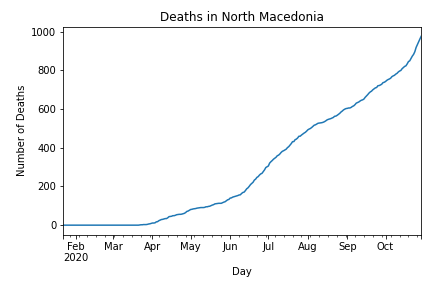 Deaths in North Macedonia
Number of Deaths
1000
800
600
400
200
0
Feb Mar Apr May Jun Jul Aug Sep Oct
2020
Day